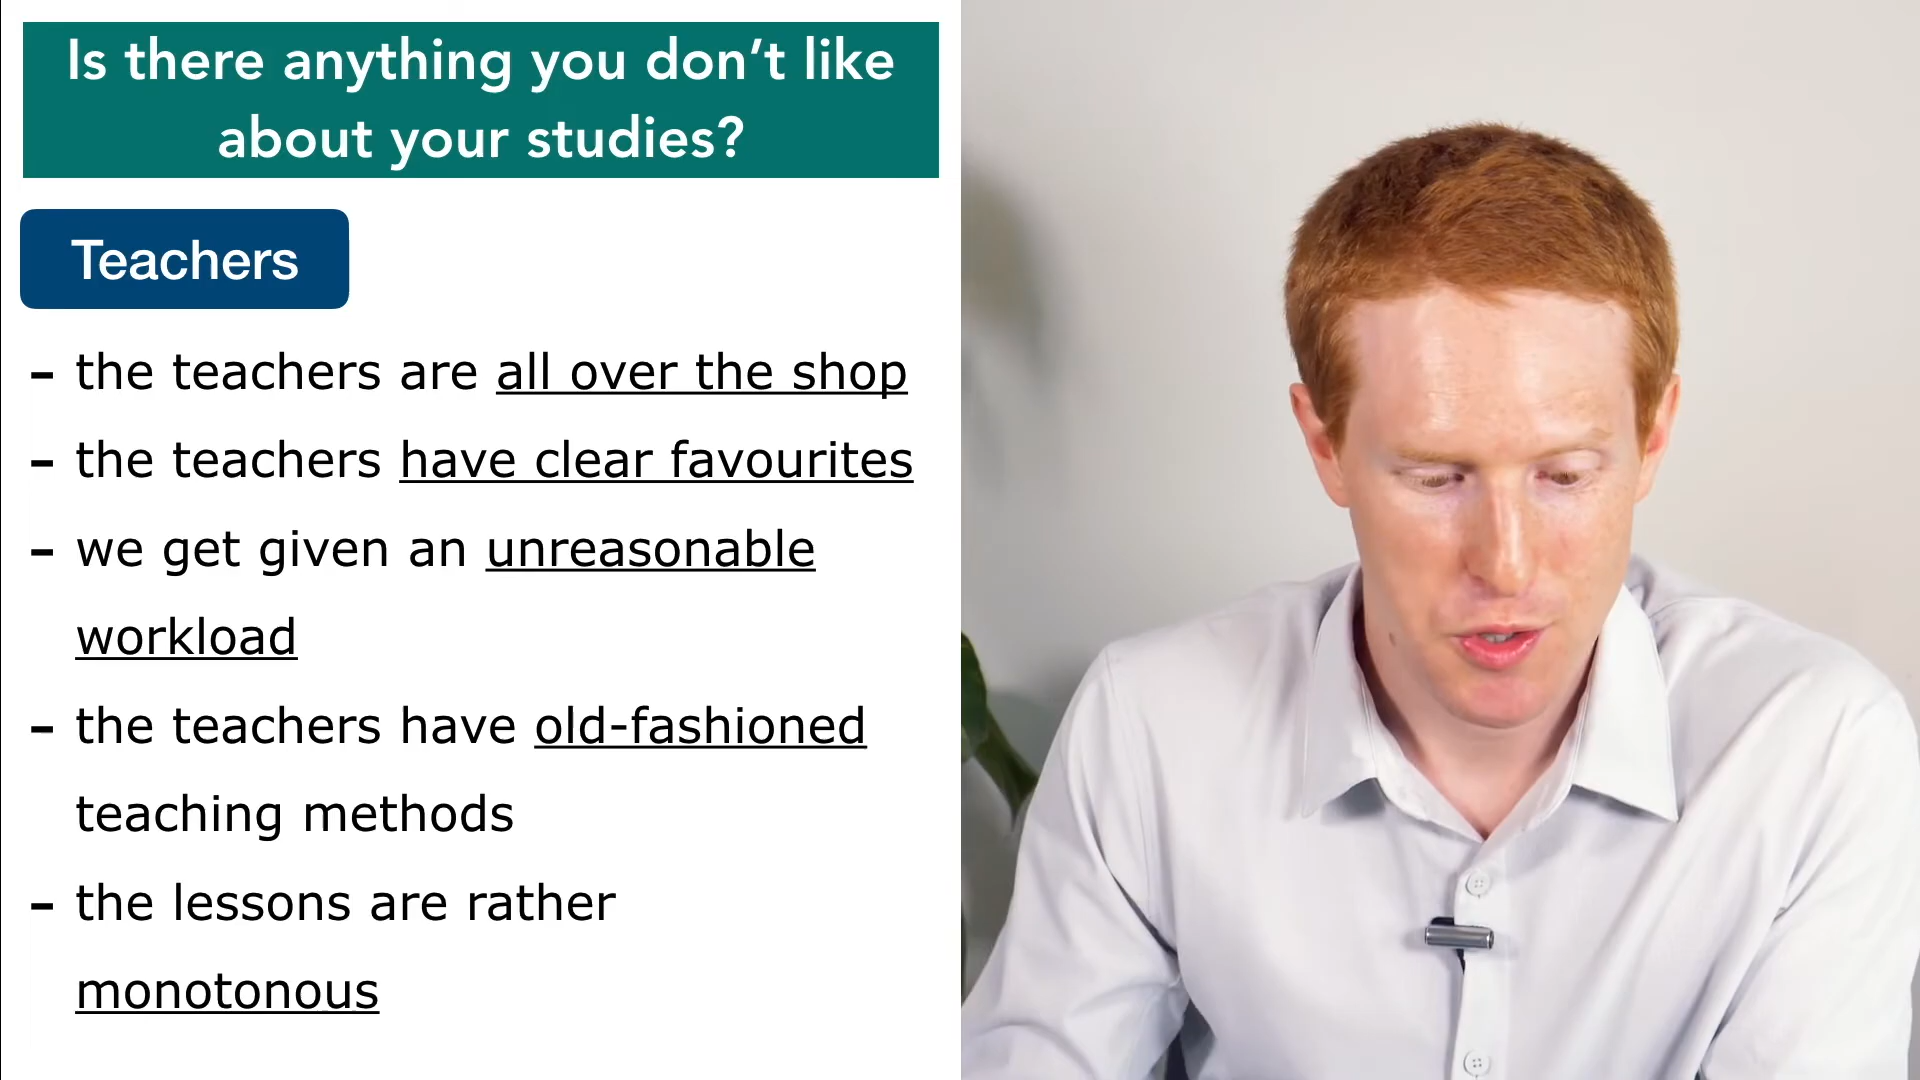 Is there anything you don’t like
about your studies?
Teachers
- the teachers are all over the shop
- the teachers have clear favourites
- we get given an unreasonable
workload
- the teachers have old-fashioned
teaching methods
- the lessons are rather
monotonous